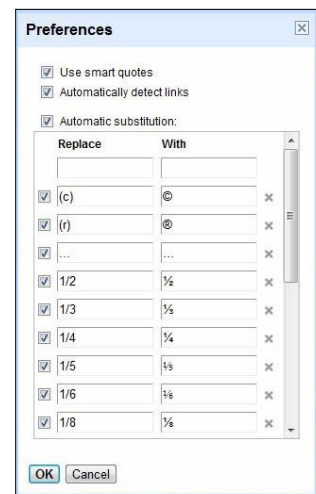 Preferences
Use smart quotes
Automatically detect links
Automatic substitution:
Replace With
(c) ©
(r) ®
... …
1/2 ½
1/3 ⅓
1/4 ¼
1/5 ⅕
1/6 ⅙
1/8 ⅛
OK Cancel